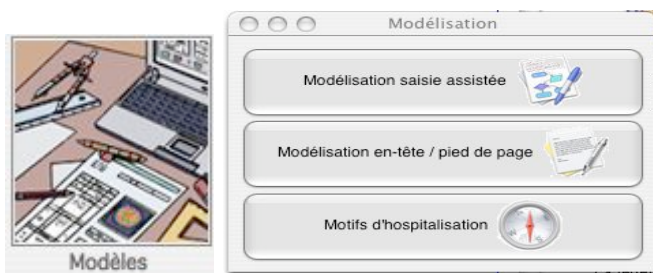 Modèles
Modélisation
Modélisation saisie assistée
Modélisation en-tête / pied de page
Motifs d'hospitalisation